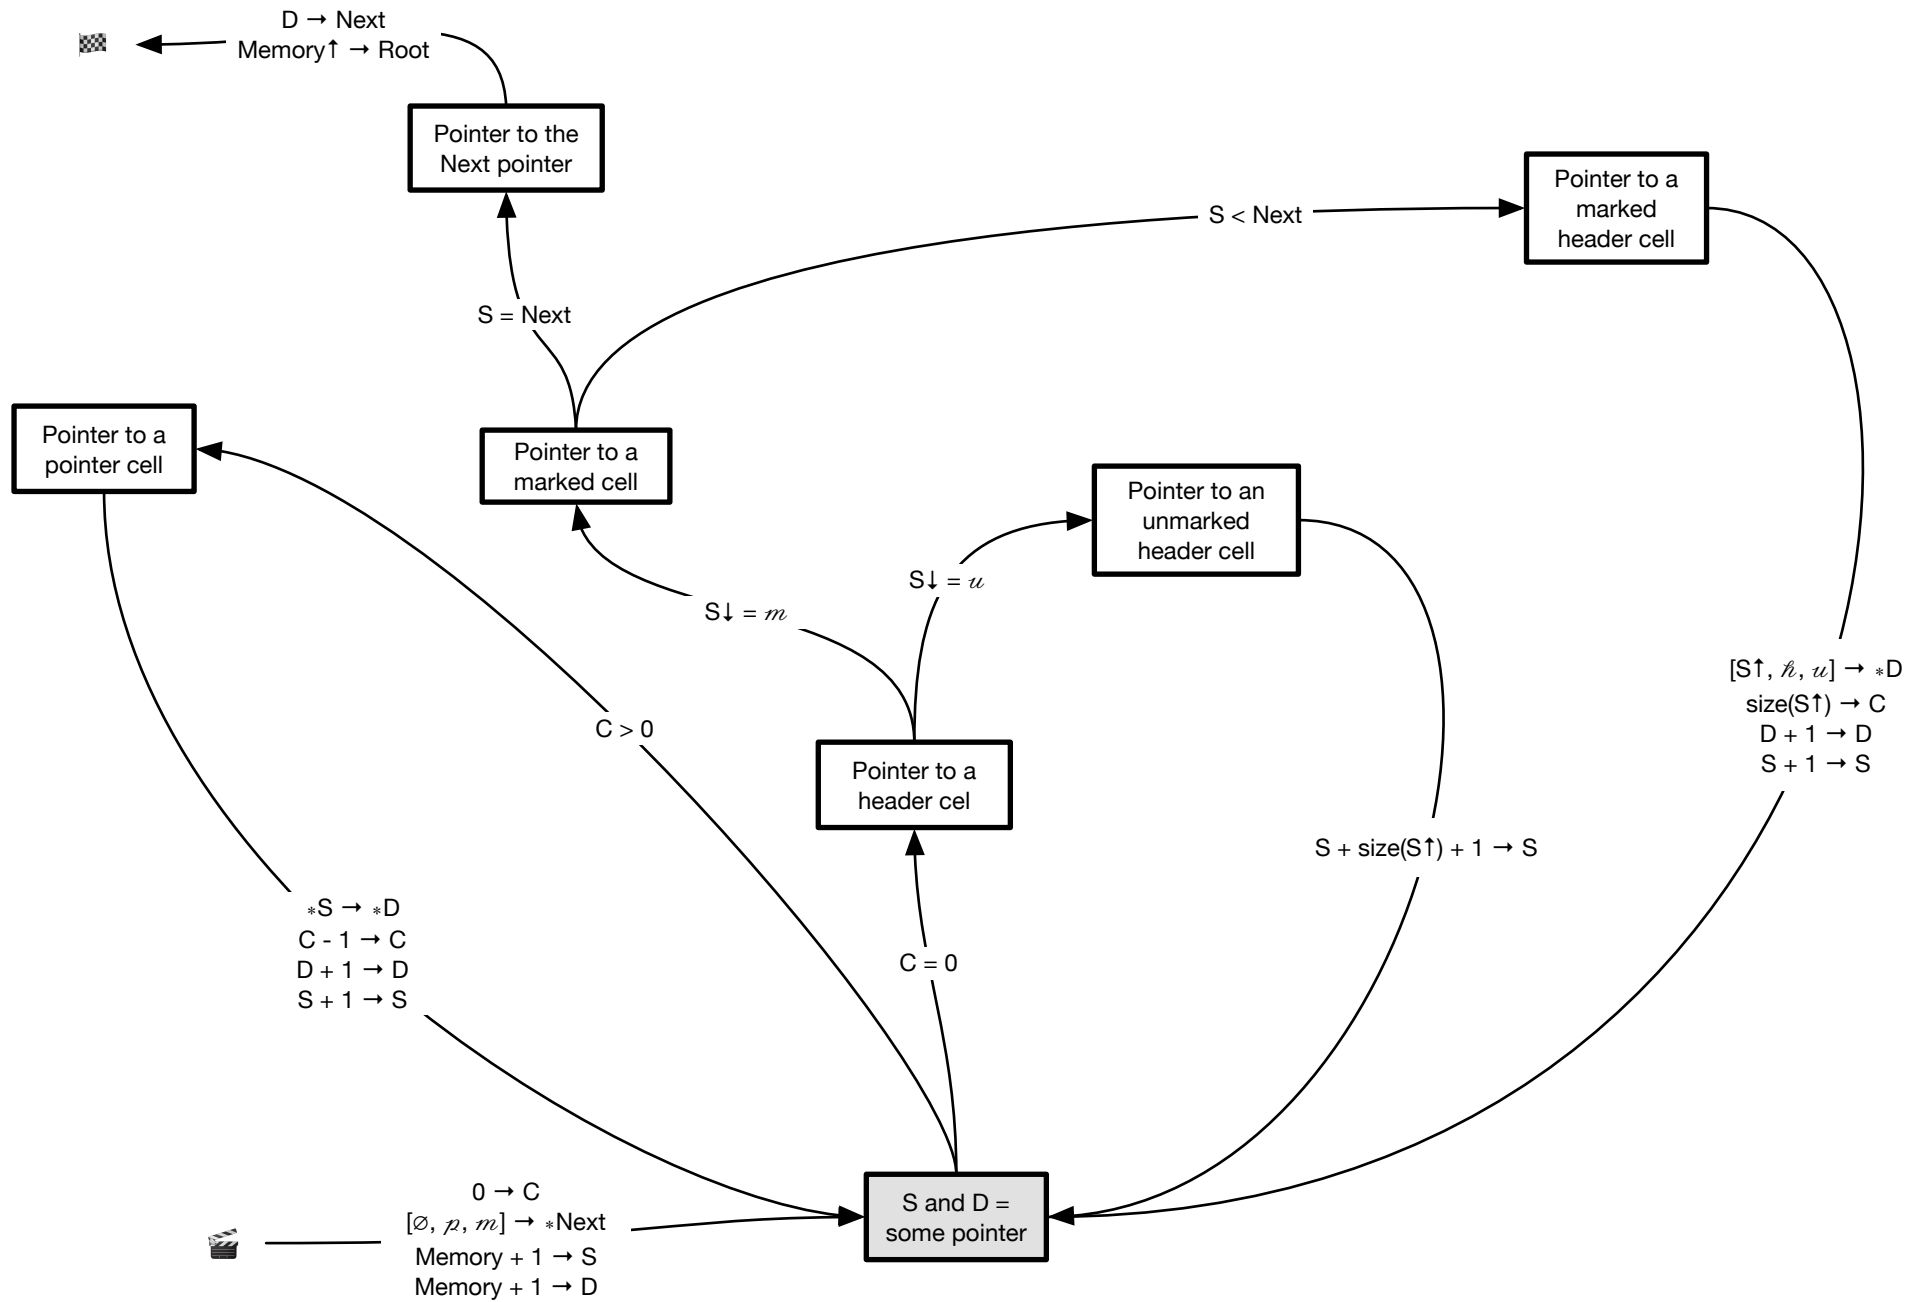 D → Next
Memory↑ → Root
Pointer to the
Next pointer
S < Next
Pointer to a
marked
header cell
S = Next
Pointer to a
pointer cell
Pointer to a
marked cell
Pointer to an
unmarked
header cell
S↓ = 𝓊
S↓ = 𝓂
[S↑, 𝒽, 𝓊] → *D
size(S↑) → C
D + 1 → D
S + 1 → S
C > 0
Pointer to a
header cel
S + size(S↑) + 1 → S
*S → *D
C - 1 → C
D + 1 → D
S + 1 → S
C = 0
0 → C
[∅, 𝓅, 𝓂] → *Next
Memory + 1 → S
Memory + 1 → D
S and D =
some pointer